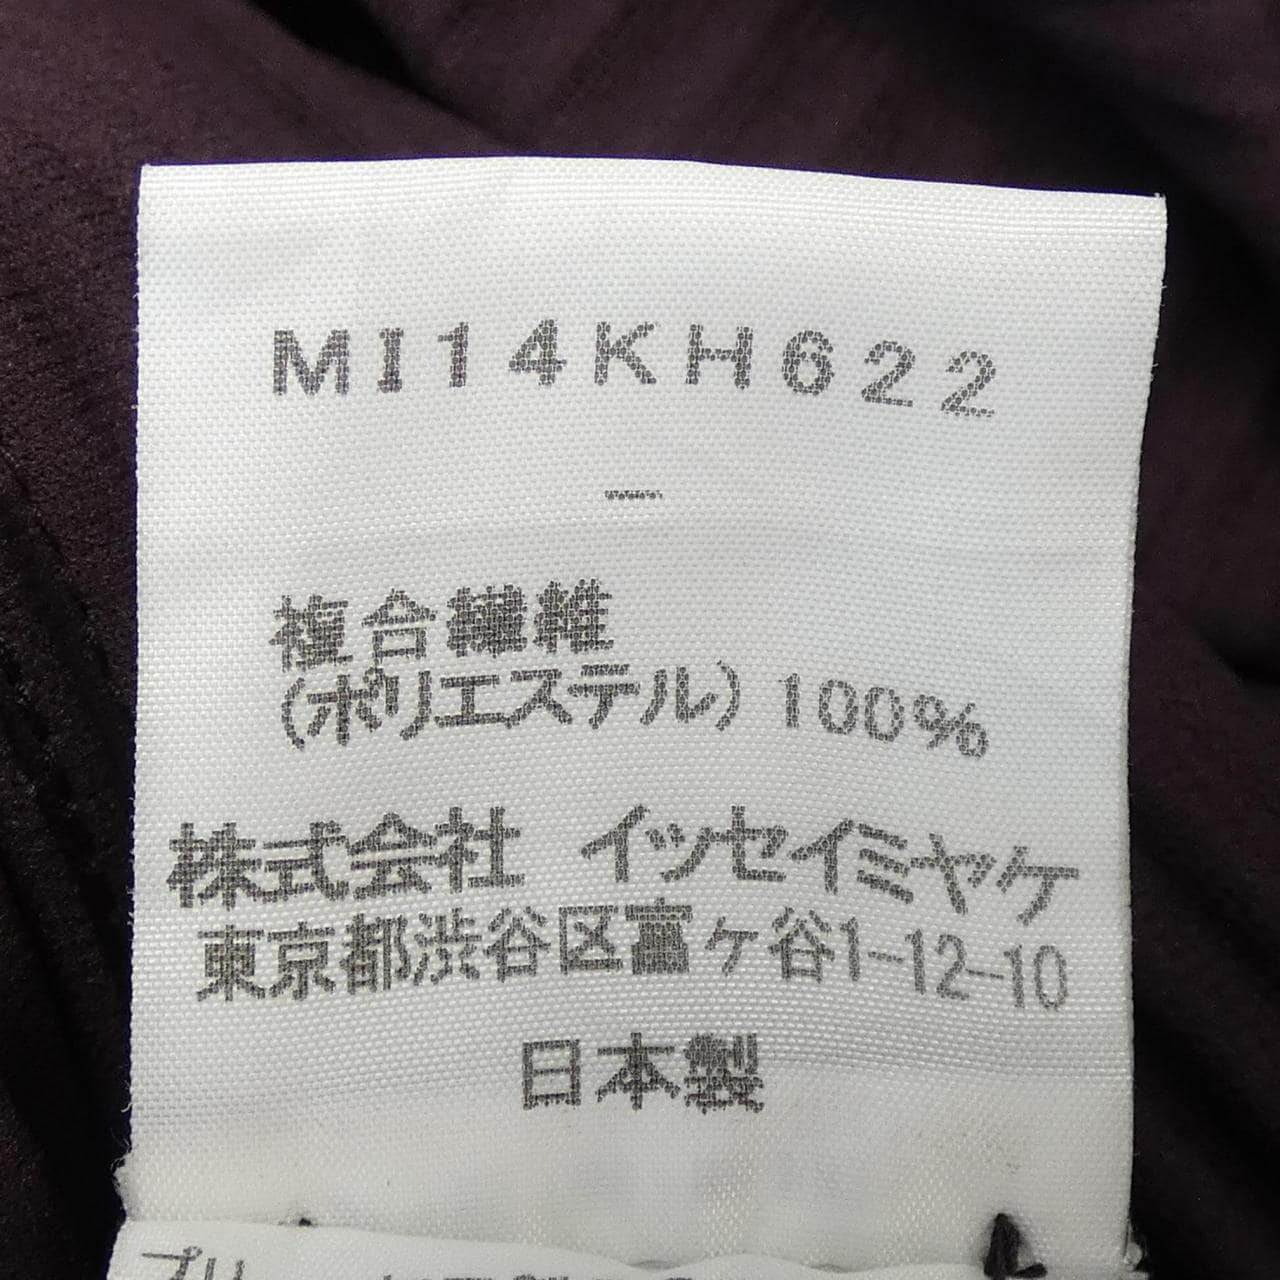 MI14KH622
—
複合繊維
(ポリエステル) 100%
株式会社 イッセイミヤケ
東京都渋谷区富ヶ谷1-12-10
日本製
プリ